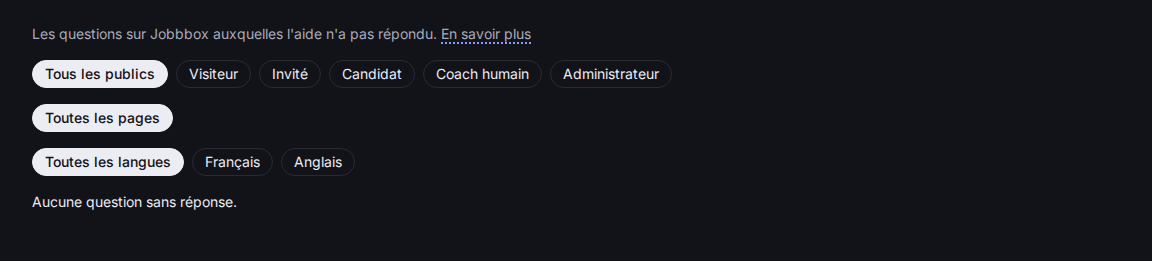 Les questions sur Jobbbox auxquelles l'aide n'a pas répondu. En savoir plus
Tous les publics Visiteur Invité Candidat Coach humain Administrateur
Toutes les pages
Toutes les langues Français Anglais
Aucune question sans réponse.